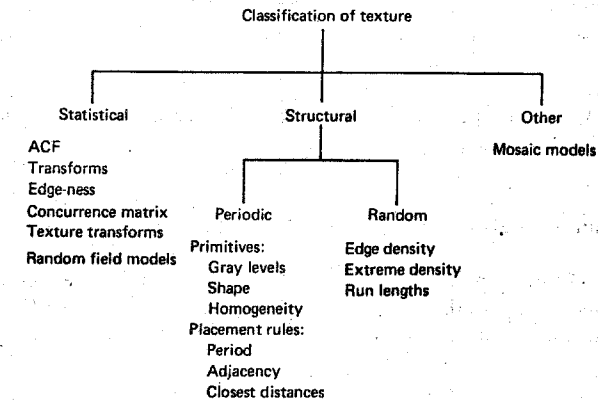 Classification of texture
Statistical
ACF
Transforms
Edge-ness
Concurrence matrix
Texture transforms
Random field models
Structural
Periodic
Primitives:
Gray levels
Shape
Homogeneity
Placement rules:
Period
Adjacency
Closest distances
Random
Edge density
Extreme density
Run lengths
Other
Mosaic models